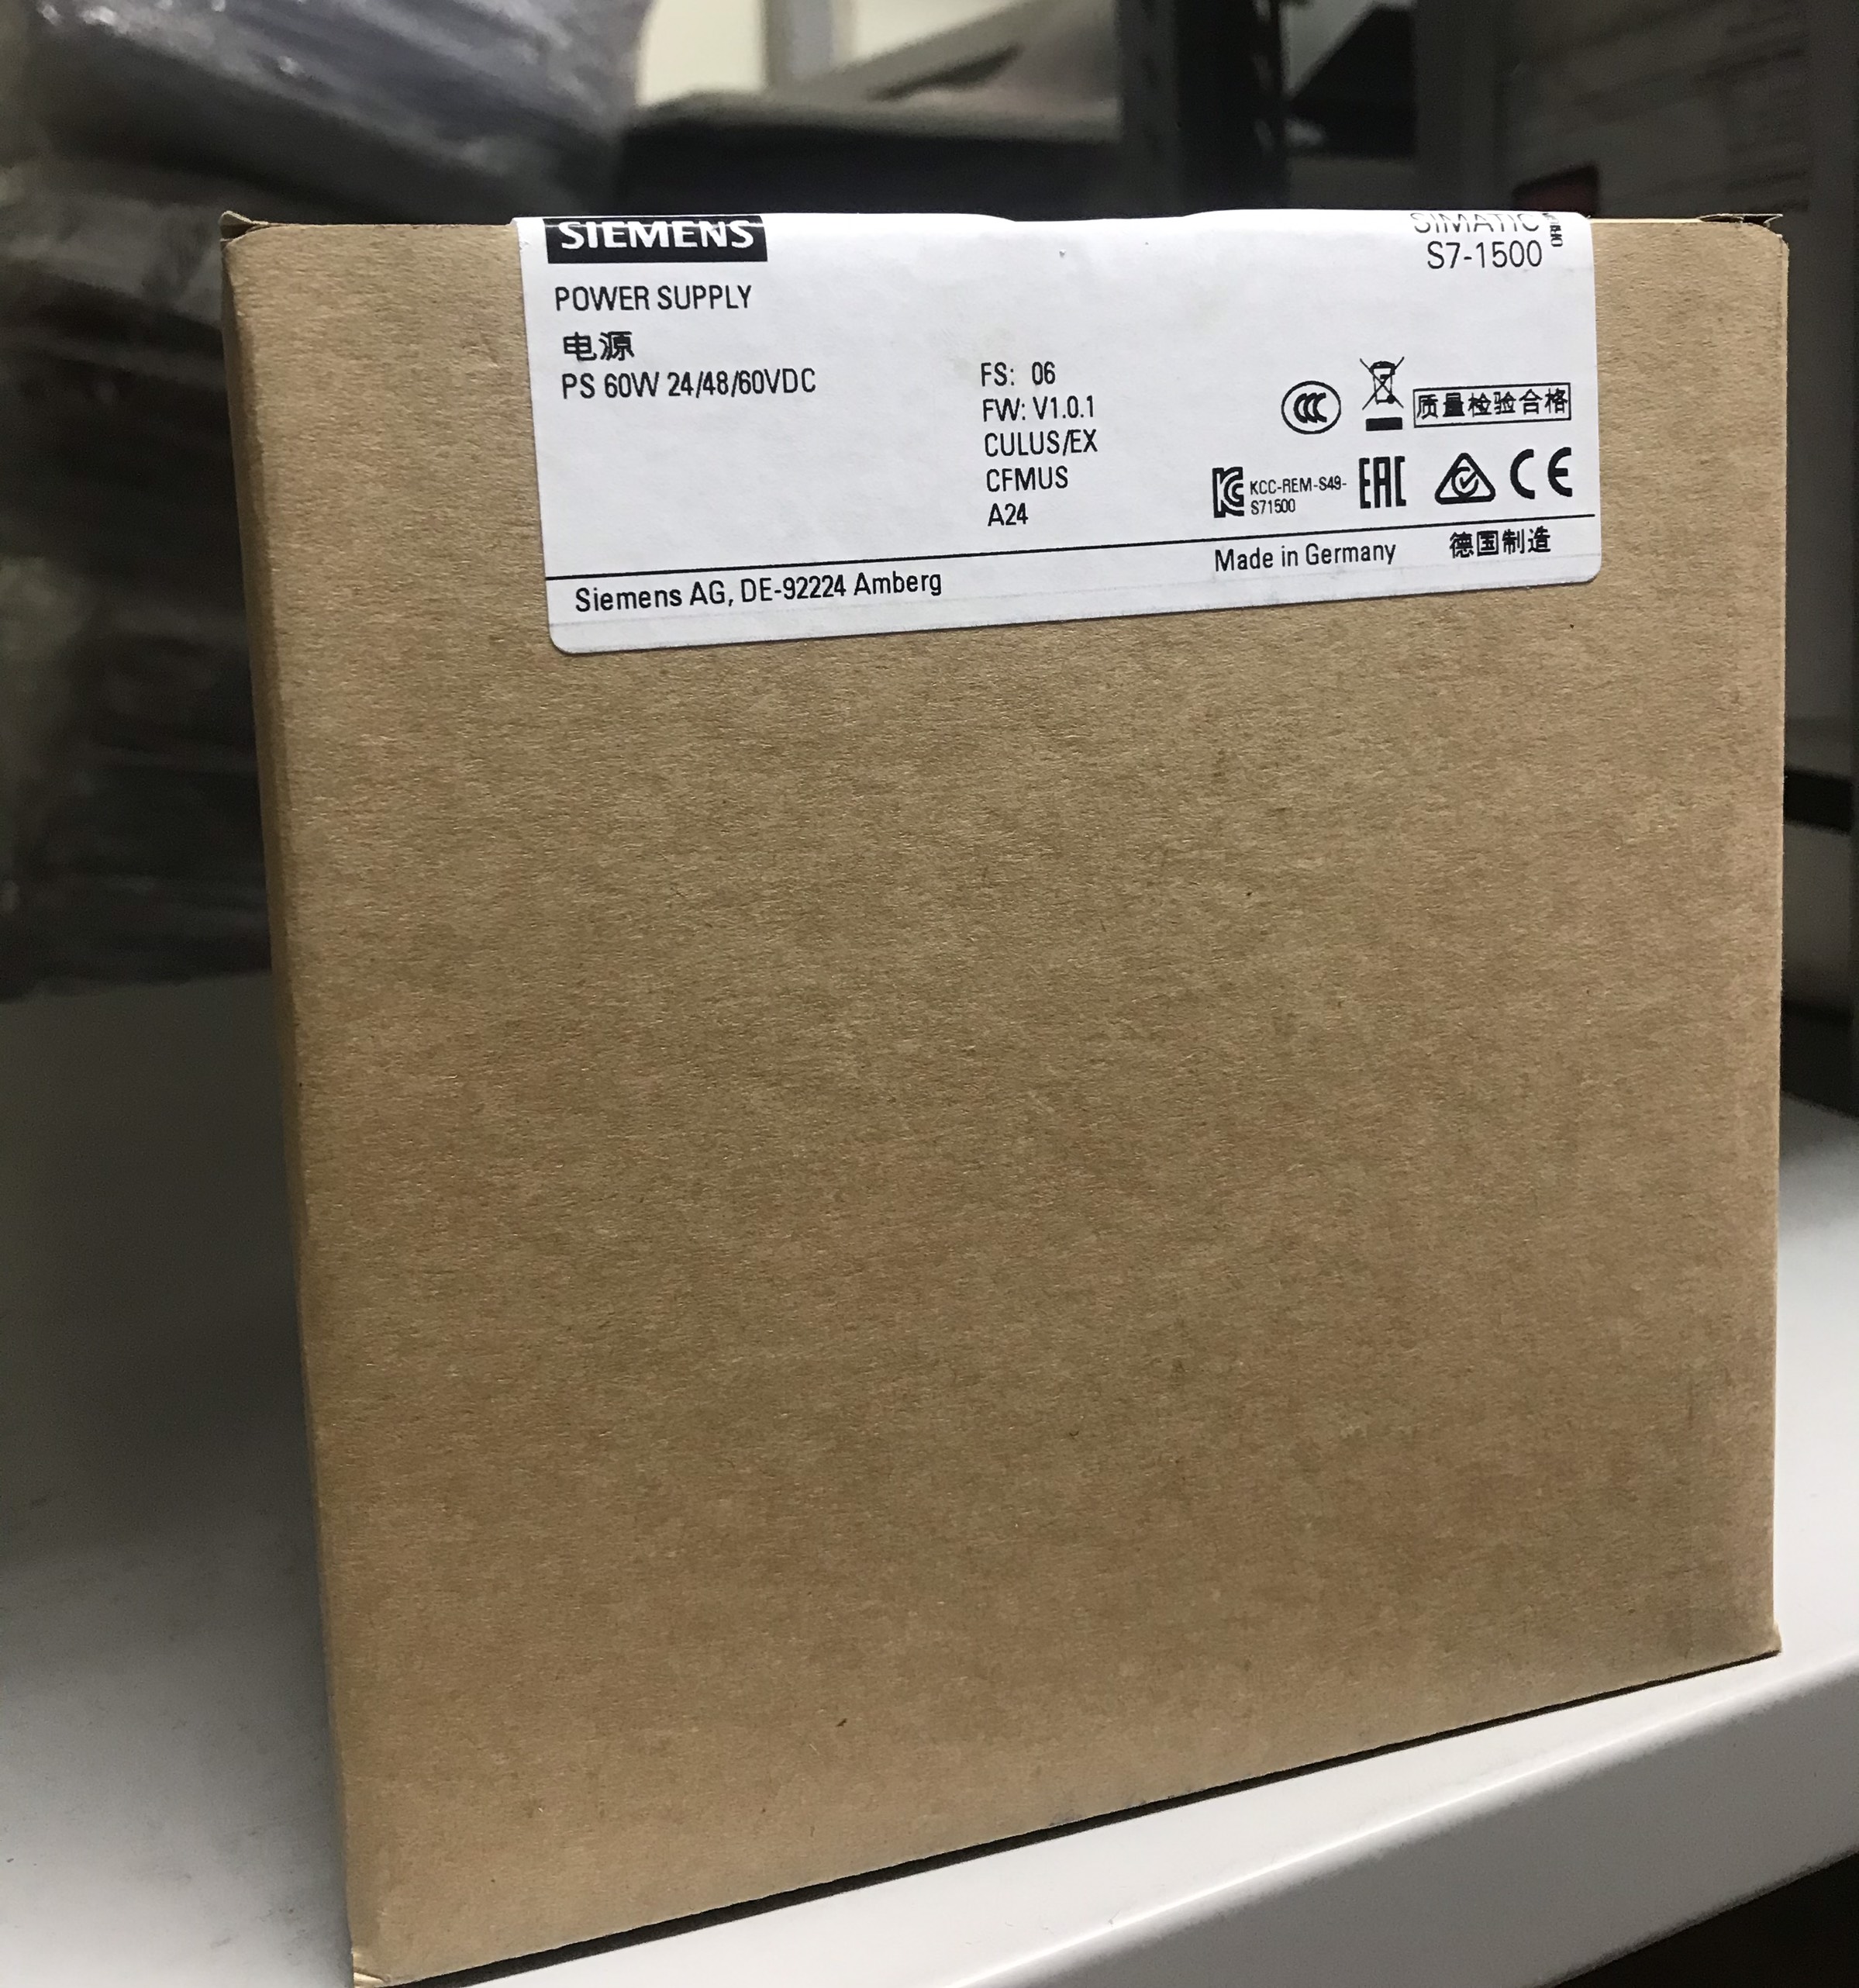 SIEMENS
SIMATIC
S7-1500
POWER SUPPLY
电源
PS 60W 24/48/60VDC
FS: 06
FW: V1.0.1
CULUS/EX
CFMUS
A24
质量检验合格
KCC-REM-S49-
S71500
EAC
CE
Siemens AG, DE-92224 Amberg
Made in Germany
德国制造